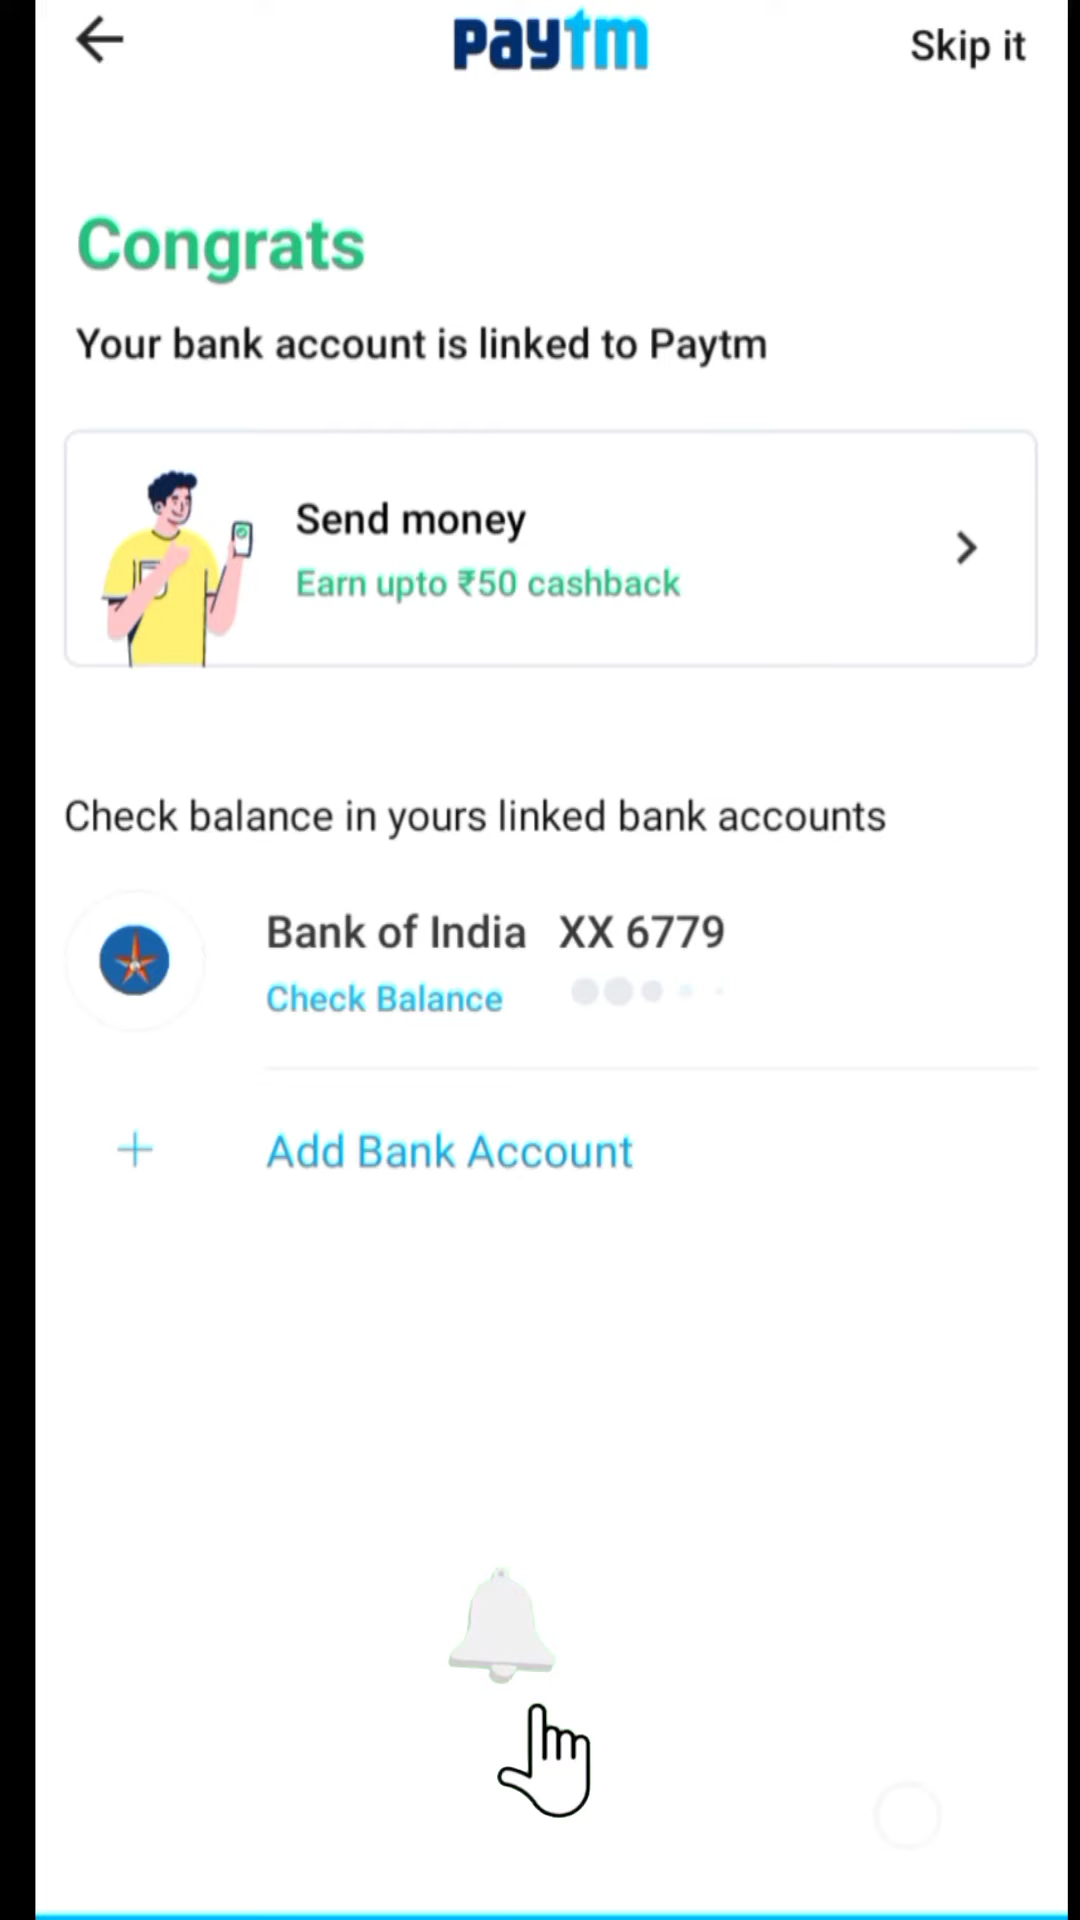 paytm
Skip it
Congrats
Your bank account is linked to Paytm
Send money
Earn upto ₹50 cashback
Check balance in yours linked bank accounts
Bank of India XX 6779
Check Balance
Add Bank Account